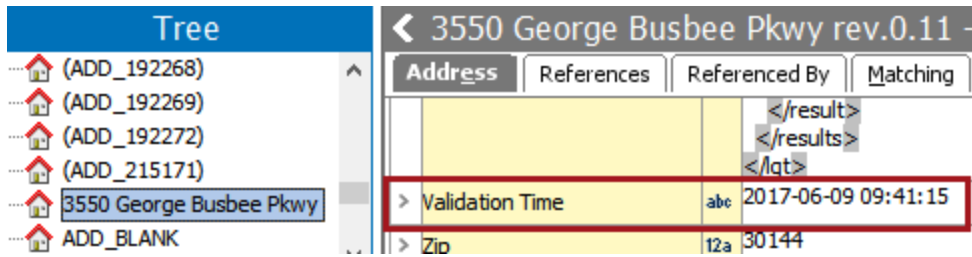 Tree
(ADD_192268)
(ADD_192269)
(ADD_192272)
(ADD_215171)
3550 George Busbee Pkwy
ADD_BLANK
3550 George Busbee Pkwy rev.0.11 -
Address References Referenced By Matching
</result>
</results>
</lqt>
> Validation Time abc 2017-06-09 09:41:15
> Zip 12a 30144